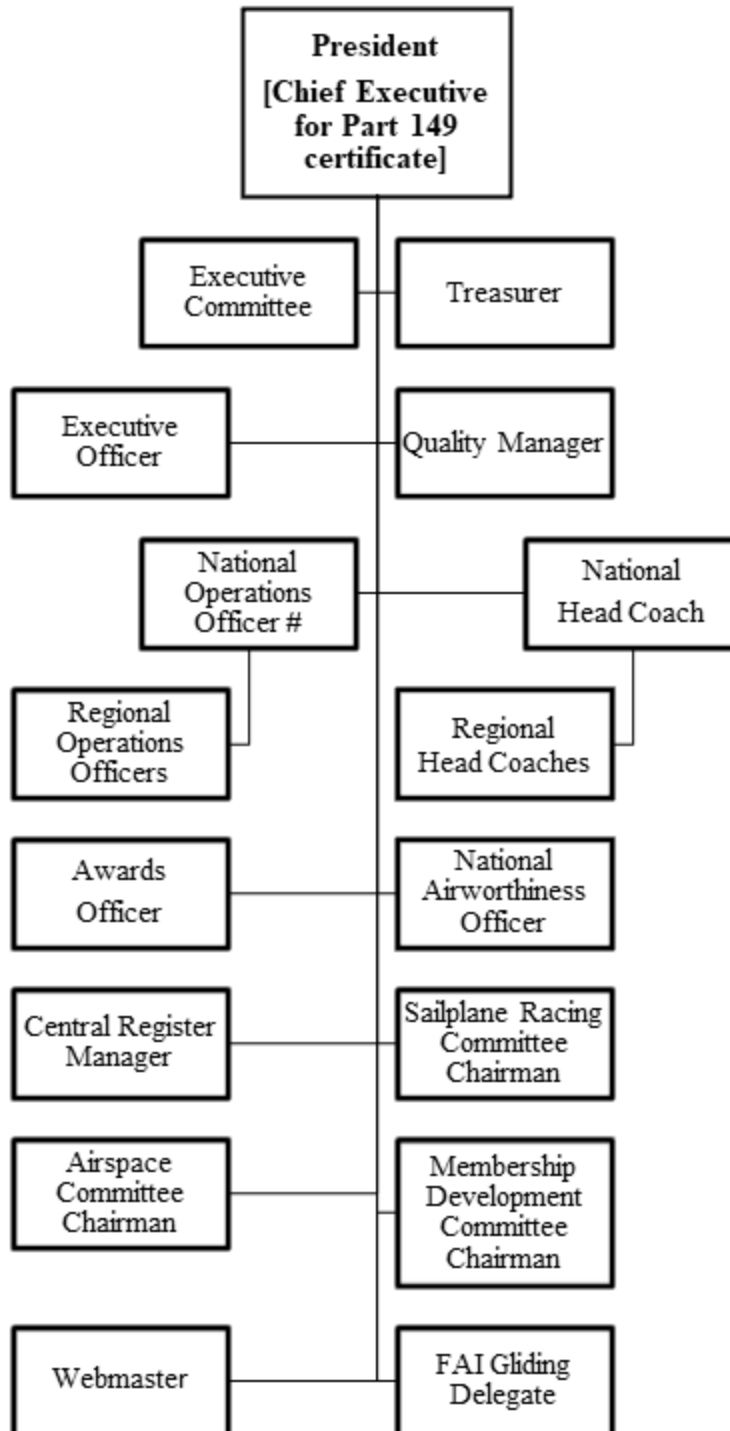 President
[Chief Executive
for Part 149
certificate]
Executive
Committee
Treasurer
Executive
Officer
Quality Manager
National
Operations
Officer #
National
Head Coach
Regional
Operations
Officers
Regional
Head Coaches
Awards
Officer
National
Airworthiness
Officer
Central Register
Manager
Sailplane Racing
Committee
Chairman
Airspace
Committee
Chairman
Membership
Development
Committee
Chairman
Webmaster
FAI Gliding
Delegate